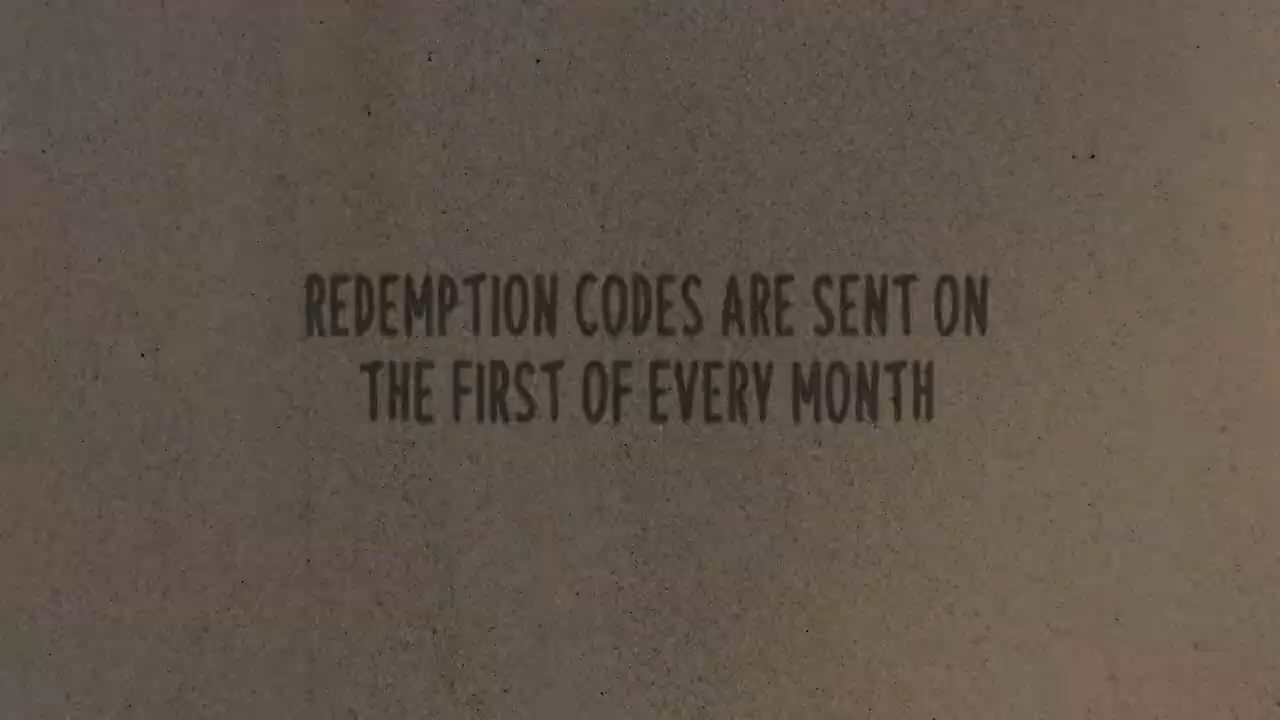 REDEMPTION CODES ARE SENT ON
THE FIRST OF EVERY MONTH